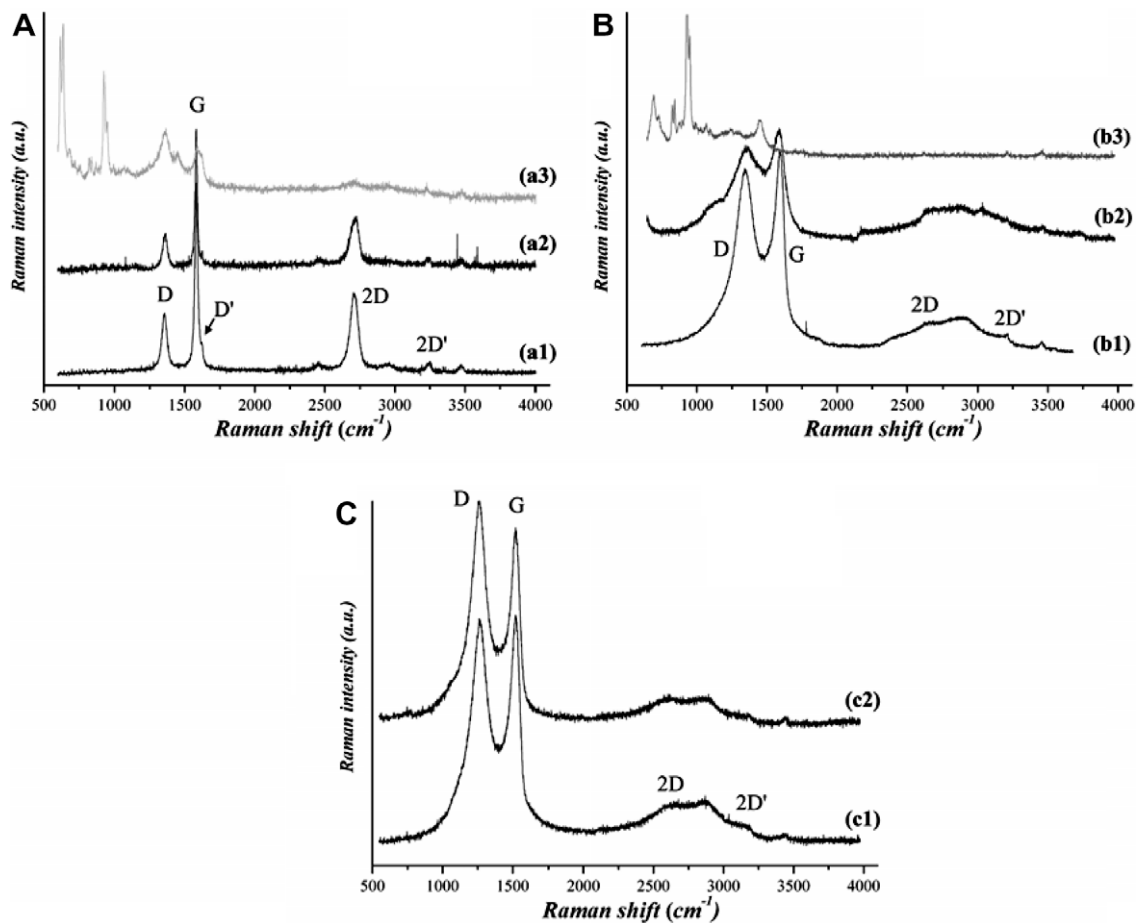 A
G
(a3)
(a2)
D
D'
2D
2D'
(a1)
Raman intensity (a.u.)
500 1000 1500 2000 2500 3000 3500 4000
Raman shift (cm-1)
B
(b3)
(b2)
D
G
2D
2D'
(b1)
Raman intensity (a.u.)
500 1000 1500 2000 2500 3000 3500 4000
Raman shift (cm-1)
C
D
G
(c2)
2D
2D'
(c1)
Raman intensity (a.u.)
500 1000 1500 2000 2500 3000 3500 4000
Raman shift (cm-1)